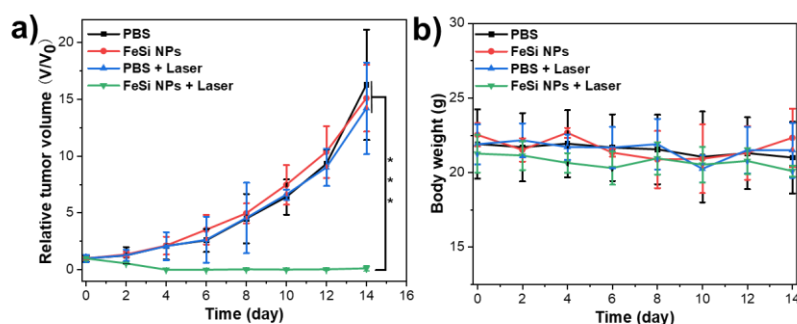 a)
Relative tumor volume (V/V0)
20
15
10
5
0
PBS
FeSi NPs
PBS + Laser
FeSi NPs + Laser
***
0 2 4 6 8 10 12 14 16
Time (day)
b)
Body weight (g)
30
25
20
15
PBS
FeSi NPs
PBS + Laser
FeSi NPs + Laser
0 2 4 6 8 10 12 14
Time (day)